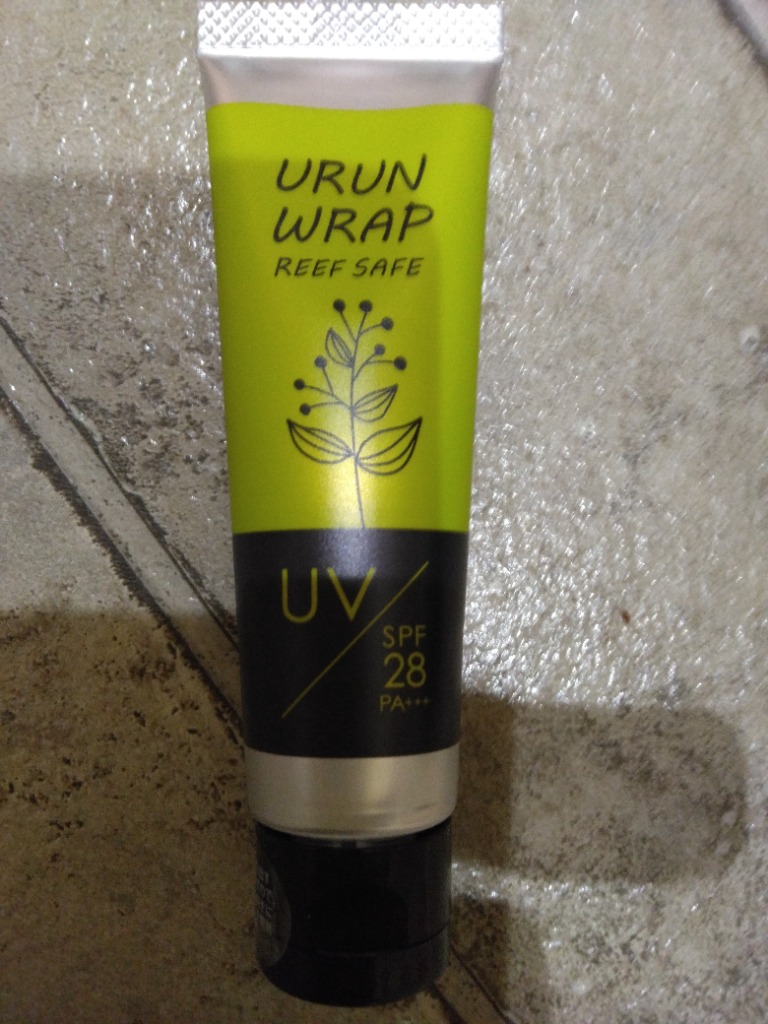 URUN
WRAP
REEF SAFE
UV
SPF
28
PA+++